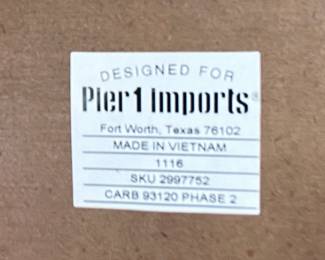 DESIGNED FOR
Pier 1 imports®
Fort Worth, Texas 76102
MADE IN VIETNAM
1116
SKU 2997752
CARB 93120 PHASE 2